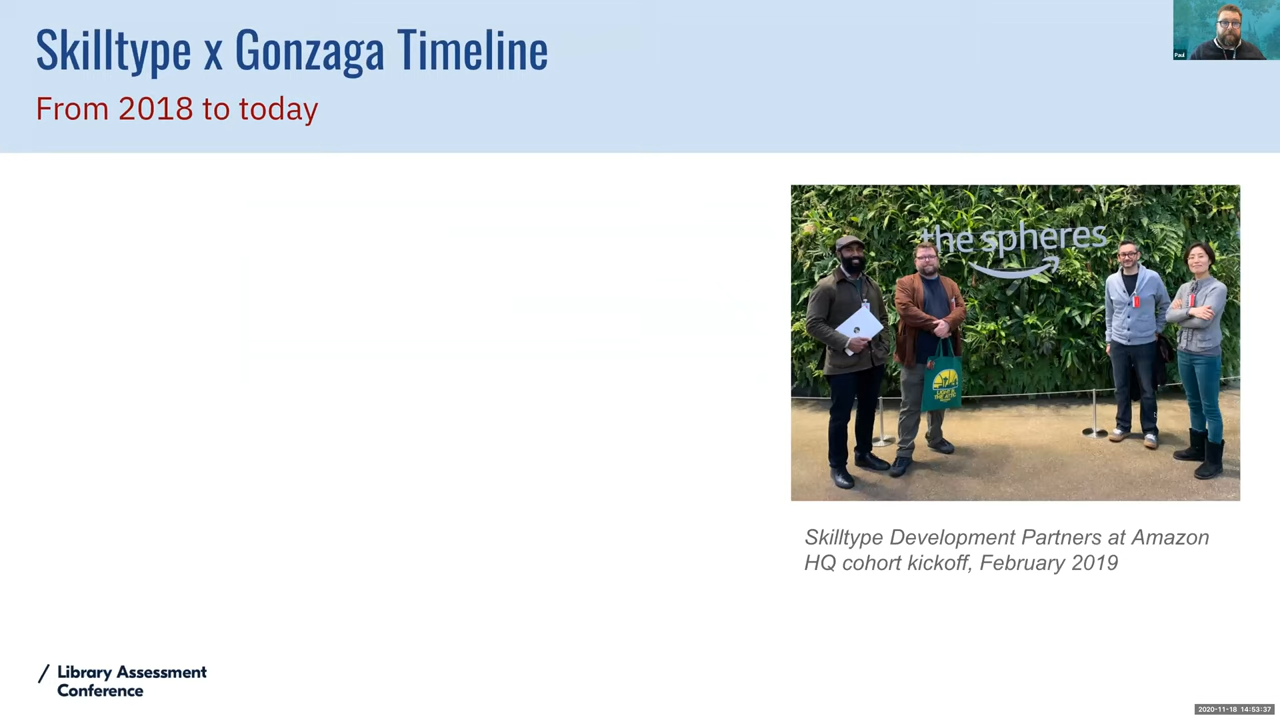 Skilltype x Gonzaga Timeline
From 2018 to today
Paul
the spheres
Skilltype Development Partners at Amazon
HQ cohort kickoff, February 2019
/ Library Assessment
Conference
2020-11-18 14:53:37